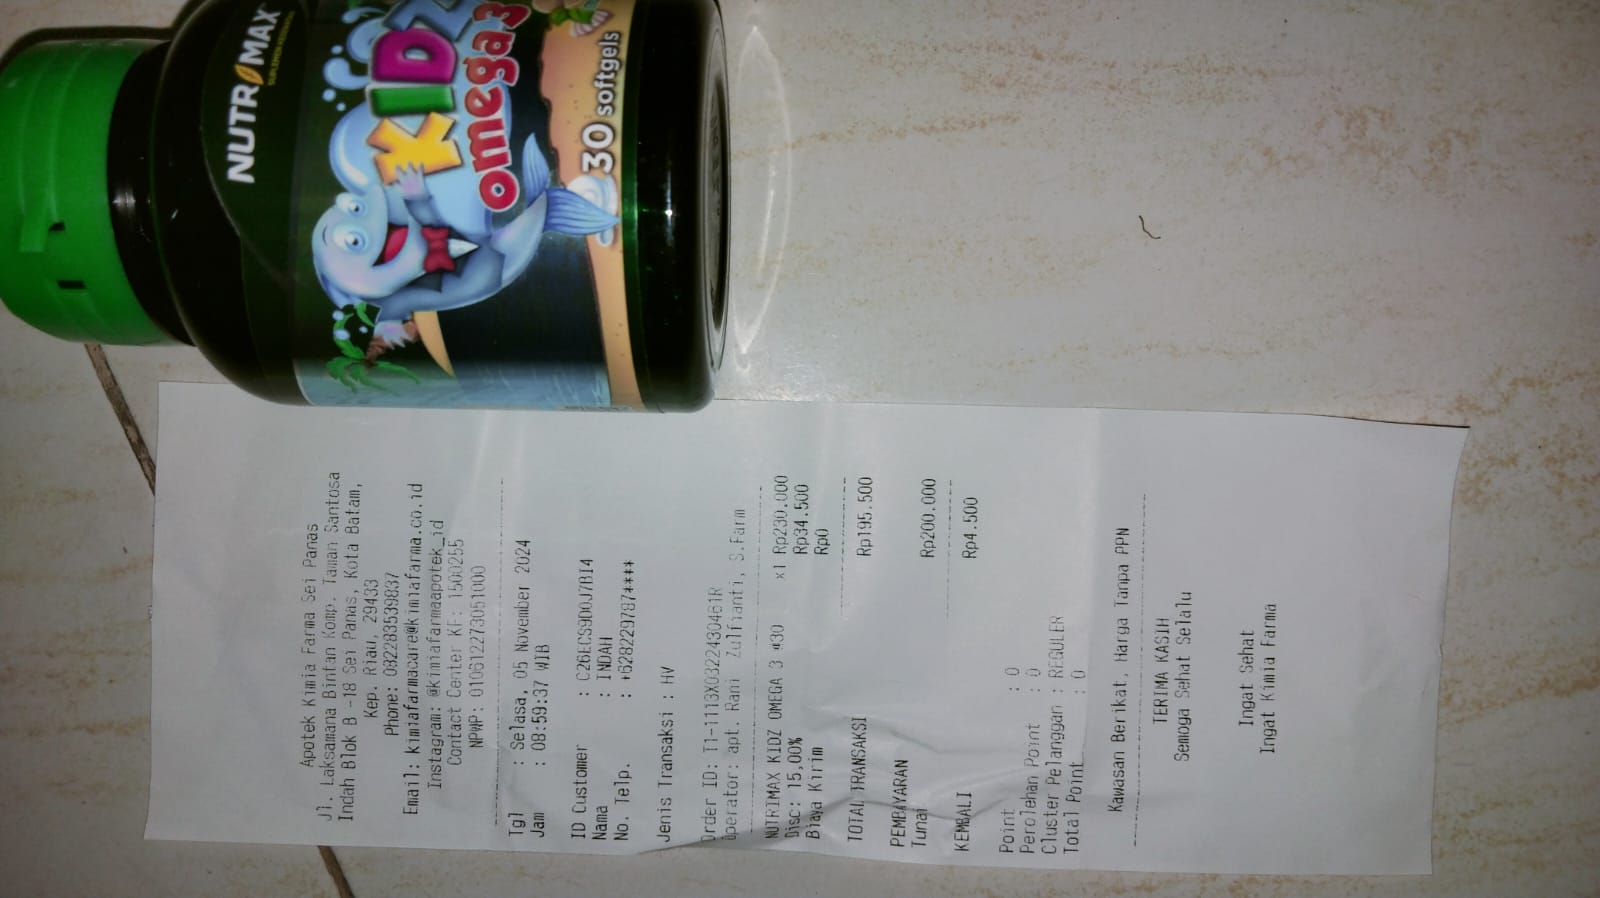 NUTRIMAX
SUPLEMEN
KIDZ
omega3
30 softgels
Apotek Kimia Farma Sei Panas
Jl. Laksamana Bintan Komp. Taman Santosa
Indah Blok B -18 Sei Panas, Kota Batam,
Kep. Riau, 29433
Phone: 082283539837
Email: kimiafarmacare@kimiafarma.co.id
Instagram: @kimiafarmaapotek_id
Contact Center KF: 1500255
NPWP: 010612273051000
Tgl : Selasa, 05 November 2024
Jam : 08:59:37 WIB
ID Customer : C26ECS900J7BI4
Nama : INDAH
No. Telp. : +628229787****
Jenis Transaksi : HV
Order ID: T1-1113X0322430461R
Operator: apt. Rani Zulfianti, S.Farm
NUTRIMAX KIDZ OMEGA 3 @30 x1 Rp230.000
Disc: 15,00% Rp34.500
Biaya Kirim Rp0
TOTAL TRANSAKSI Rp195.500
PEMBAYARAN
Tunai Rp200.000
KEMBALI Rp4.500
Point : 0
Perolehan Point : 0
Cluster Pelanggan : REGULER
Total Point : 0
Kawasan Berikat, Harga Tanpa PPN
TERIMA KASIH
Semoga Sehat Selalu
Ingat Sehat
Ingat Kimia Farma